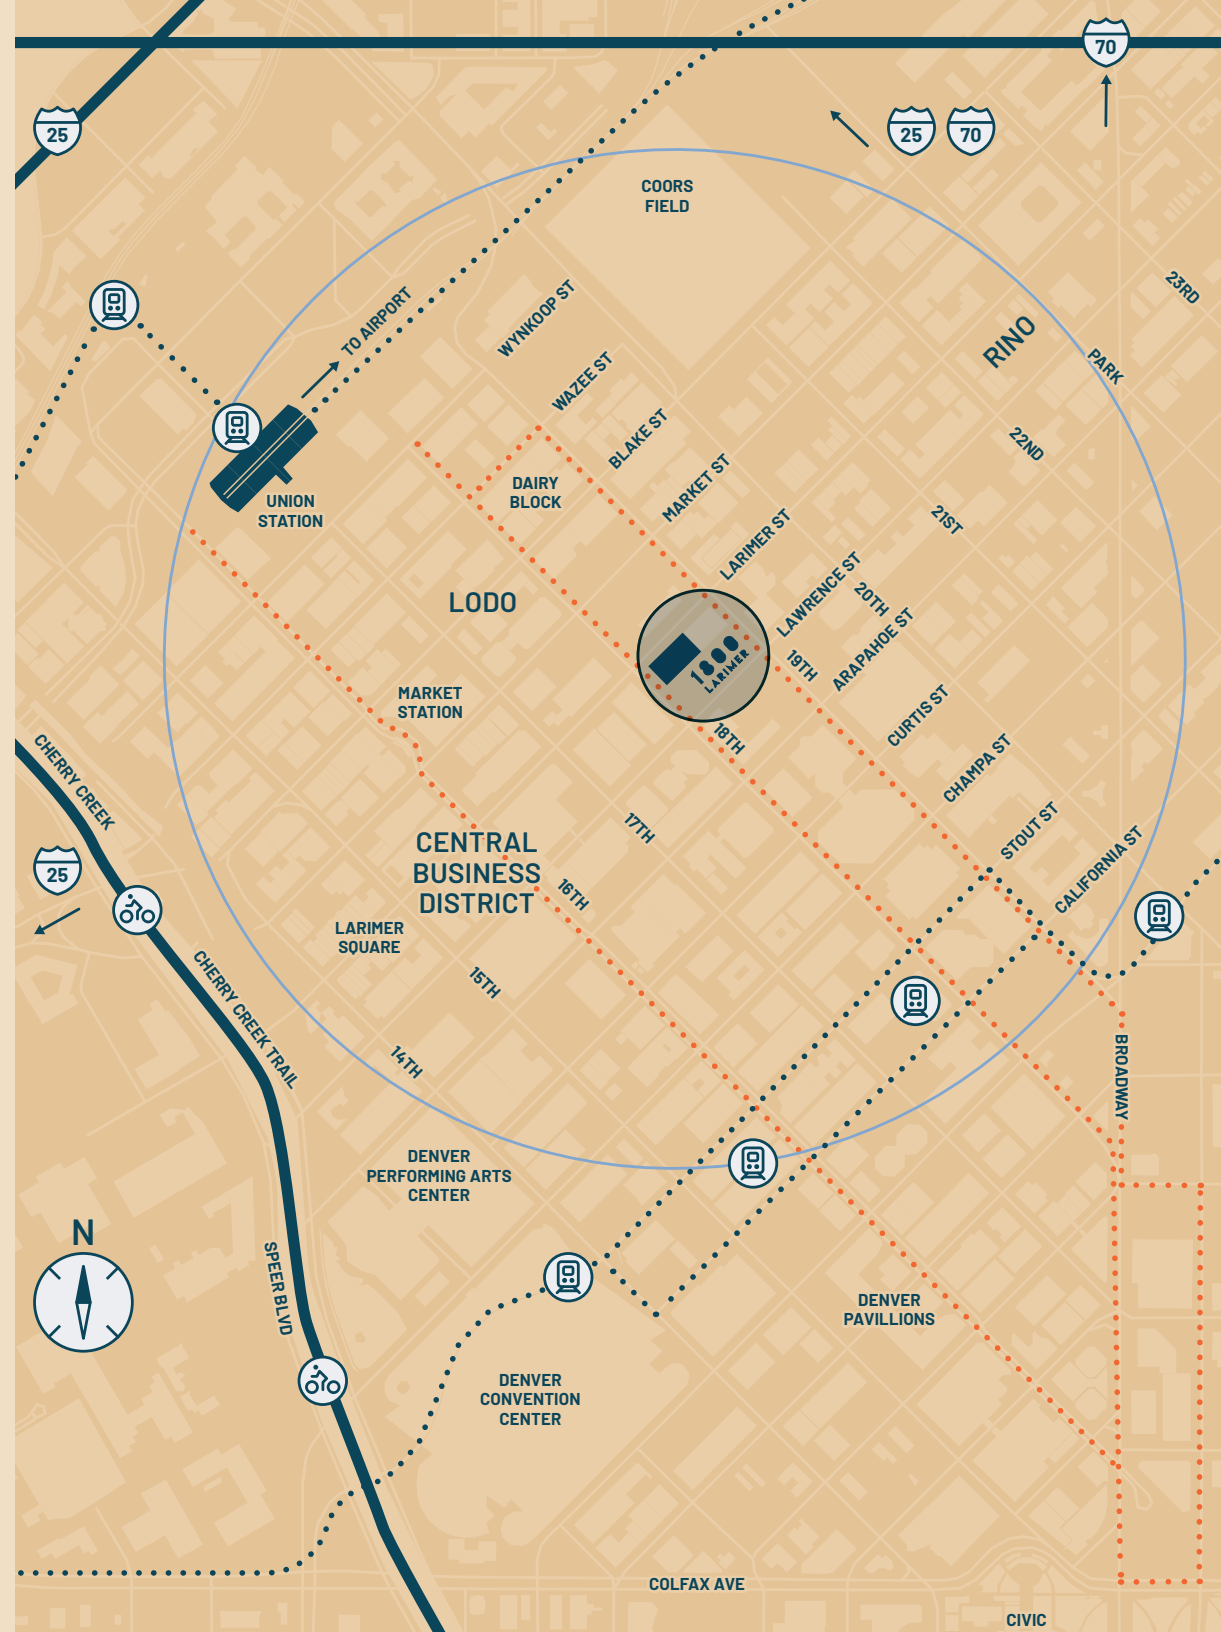 70
25
25
70
COORS
FIELD
23RD
WYNKOOP ST
TO AIRPORT
RINO
PARK
WAZEE ST
BLAKE ST
22ND
MARKET ST
DAIRY
BLOCK
UNION
STATION
21ST
LARIMER ST
LAWRENCE ST
20TH
LODO
ARAPAHOE ST
1800
LARIMER
19TH
MARKET
STATION
CURTIS ST
18TH
CHERRY CREEK
CHAMPA ST
17TH
STOUT ST
CENTRAL
BUSINESS
DISTRICT
CALIFORNIA ST
25
16TH
LARIMER
SQUARE
15TH
CHERRY CREEK TRAIL
14TH
BROADWAY
DENVER
PERFORMING ARTS
CENTER
N
SPEER BLVD
DENVER
PAVILLIONS
DENVER
CONVENTION
CENTER
COLFAX AVE
CIVIC